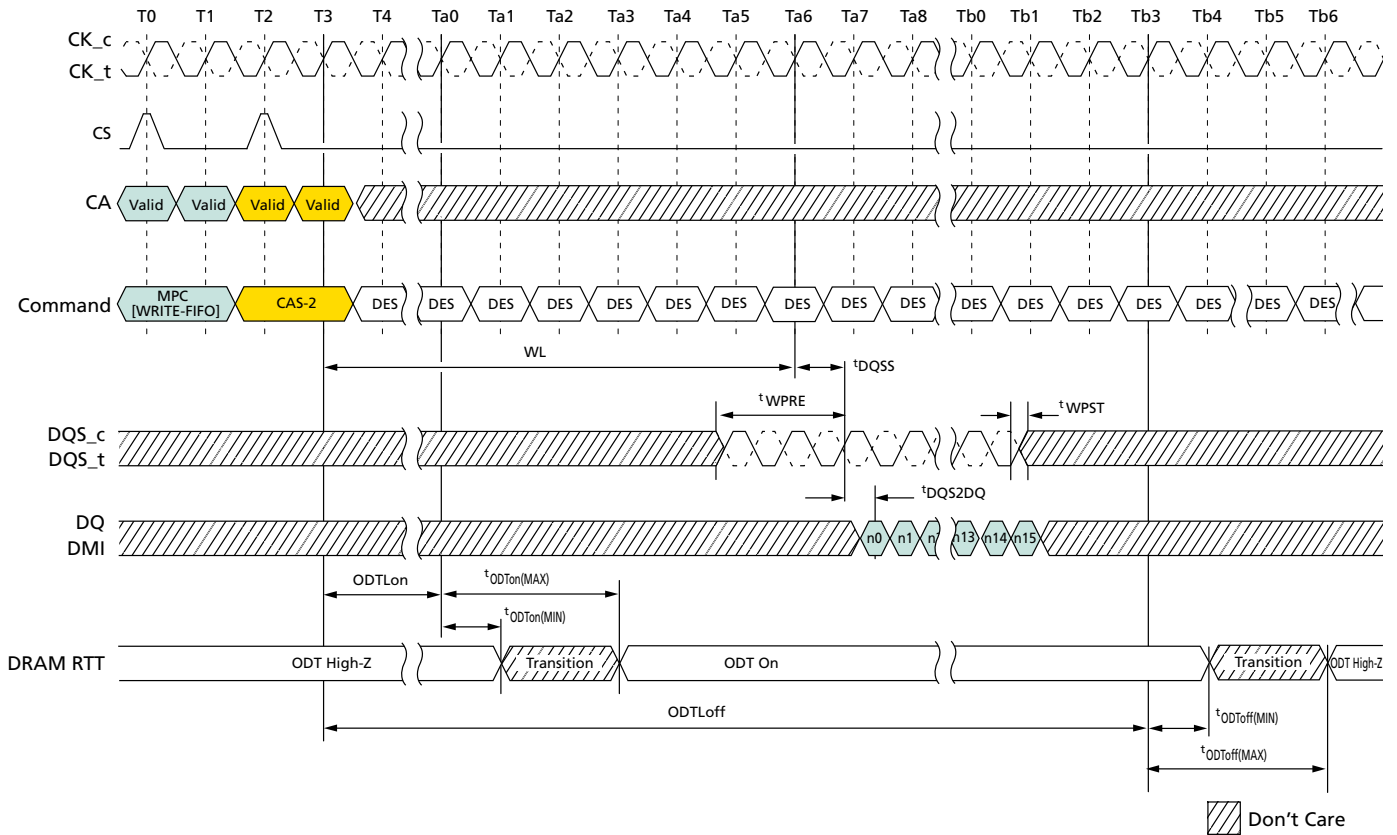 T0 T1 T2 T3 T4 Ta0 Ta1 Ta2 Ta3 Ta4 Ta5 Ta6 Ta7 Ta8 Tb0 Tb1 Tb2 Tb3 Tb4 Tb5 Tb6
CK_c
CK_t
CS
CA Valid Valid Valid Valid
Command MPC [WRITE-FIFO] CAS-2 DES DES DES DES DES DES DES DES DES DES DES DES DES DES DES DES DES
WL
tDQSS
tWPRE
tWPST
DQS_c
DQS_t
tDQS2DQ
DQ
DMI
n0 n1 n13 n14 n15
ODTLon
tODTon(MAX)
tODTon(MIN)
DRAM RTT ODT High-Z Transition ODT On Transition ODT High-Z
ODTLoff
tODToff(MIN)
tODToff(MAX)
Don't Care